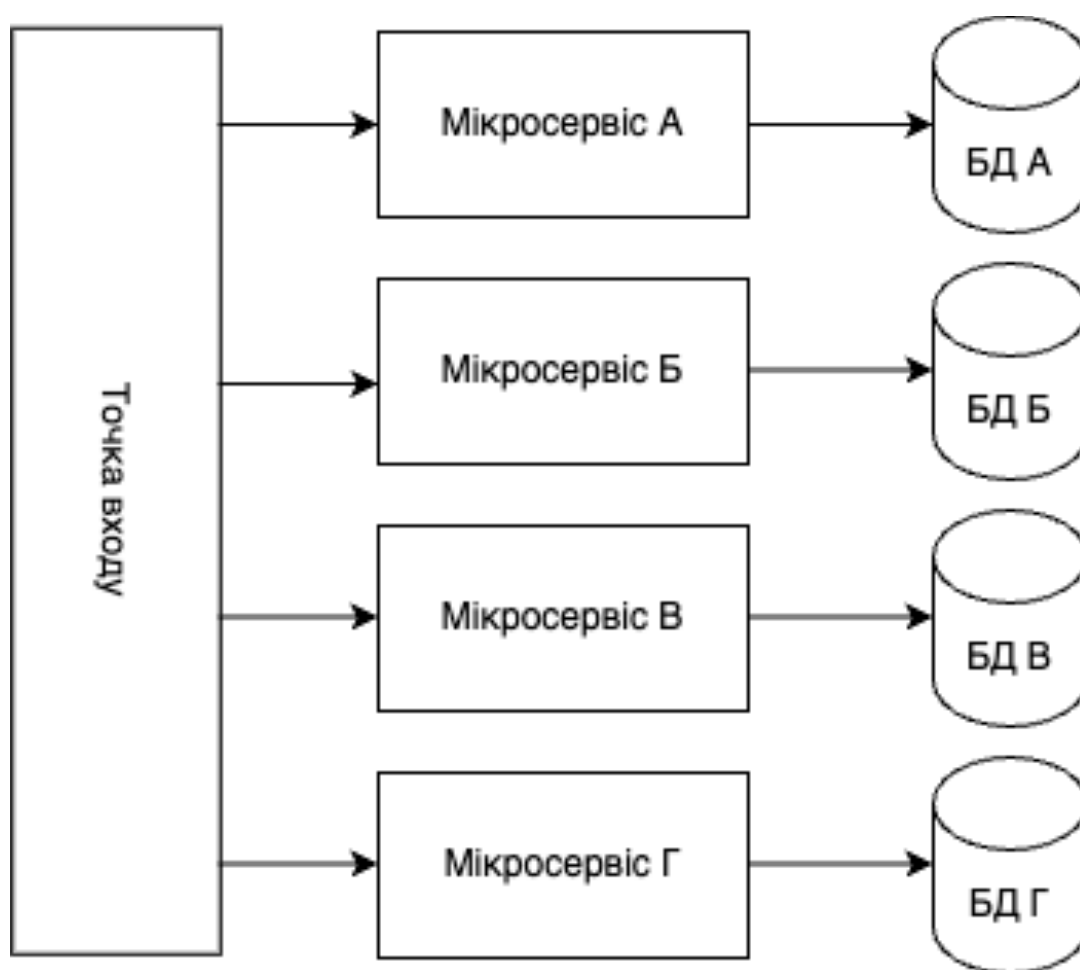 Точка входу
Мікросервіс А
БД А
Мікросервіс Б
БД Б
Мікросервіс В
БД В
Мікросервіс Г
БД Г